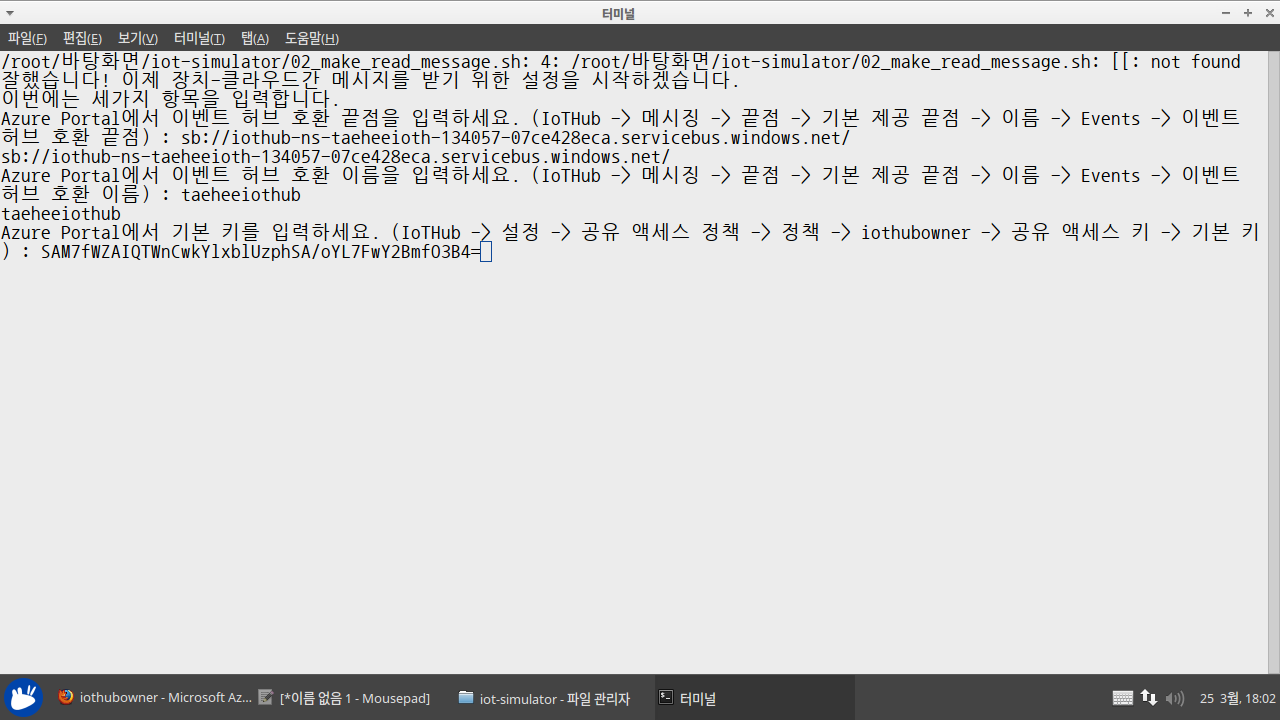 터미널
파일(F) 편집(E) 보기(V) 터미널(T) 탭(A) 도움말(H)
/root/바탕화면/iot-simulator/02_make_read_message.sh: 4: /root/바탕화면/iot-simulator/02_make_read_message.sh: [[: not found
잘했습니다! 이제 장치-클라우드간 메시지를 받기 위한 설정을 시작하겠습니다.
이번에는 세가지 항목을 입력합니다.
Azure Portal에서 이벤트 허브 호환 끝점을 입력하세요. (IoTHub -> 메시징 -> 끝점 -> 기본 제공 끝점 -> 이름 -> Events -> 이벤트
허브 호환 끝점) : sb://iothub-ns-taeheeioth-134057-07ce428eca.servicebus.windows.net/
sb://iothub-ns-taeheeioth-134057-07ce428eca.servicebus.windows.net/
Azure Portal에서 이벤트 허브 호환 이름을 입력하세요. (IoTHub -> 메시징 -> 끝점 -> 기본 제공 끝점 -> 이름 -> Events -> 이벤트
허브 호환 이름) : taeheeiothub
taeheeiothub
Azure Portal에서 기본 키를 입력하세요. (IoTHub -> 설정 -> 공유 액세스 정책 -> 정책 -> iothubowner -> 공유 액세스 키 -> 기본 키
) : SAM7fWZAIQTWnCwkYlxblUzphSA/oYL7FwY2BmfO3B4=
iothubowner - Microsoft Az... [*이름 없음 1 - Mousepad] iot-simulator - 파일 관리자 터미널 25 3월, 18:02